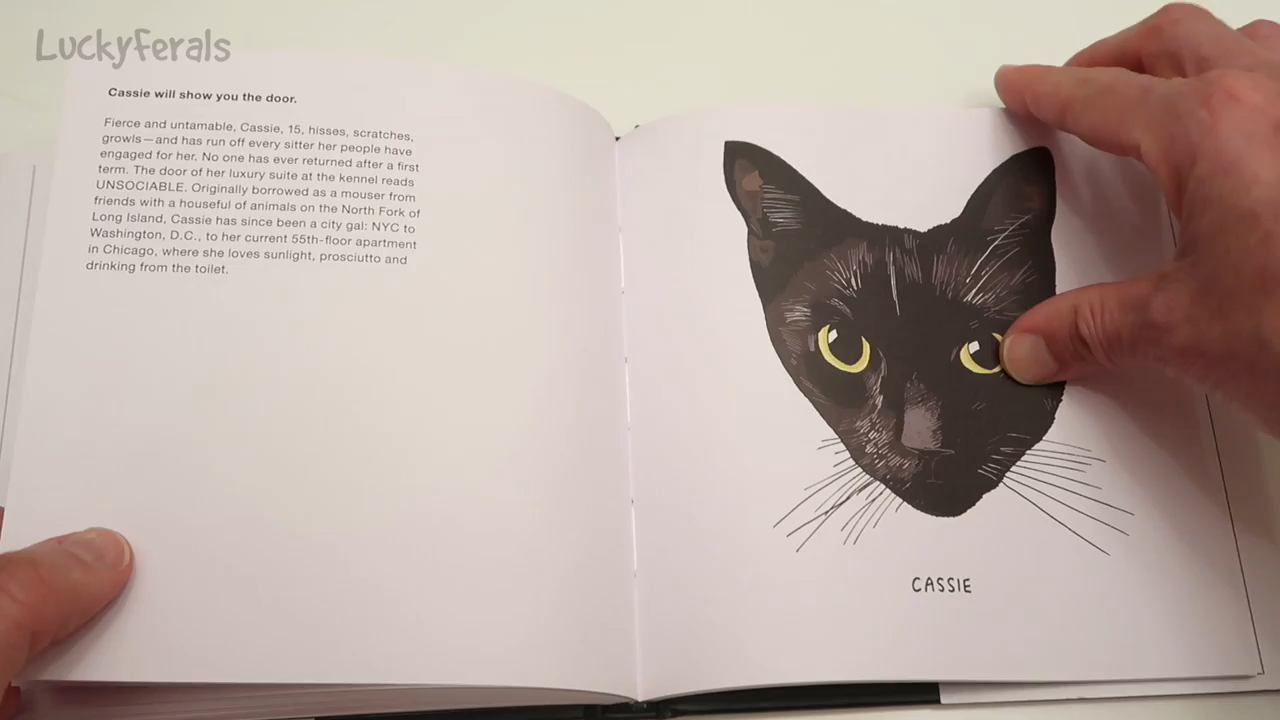 LuckyFerals
Cassie will show you the door.
Fierce and untamable, Cassie, 15, hisses, scratches,
growls—and has run off every sitter her people have
engaged for her. No one has ever returned after a first
term. The door of her luxury suite at the kennel reads
UNSOCIABLE. Originally borrowed as a mouser from
friends with a houseful of animals on the North Fork of
Long Island, Cassie has since been a city gal: NYC to
Washington, D.C., to her current 55th-floor apartment
in Chicago, where she loves sunlight, prosciutto and
drinking from the toilet.
CASSIE